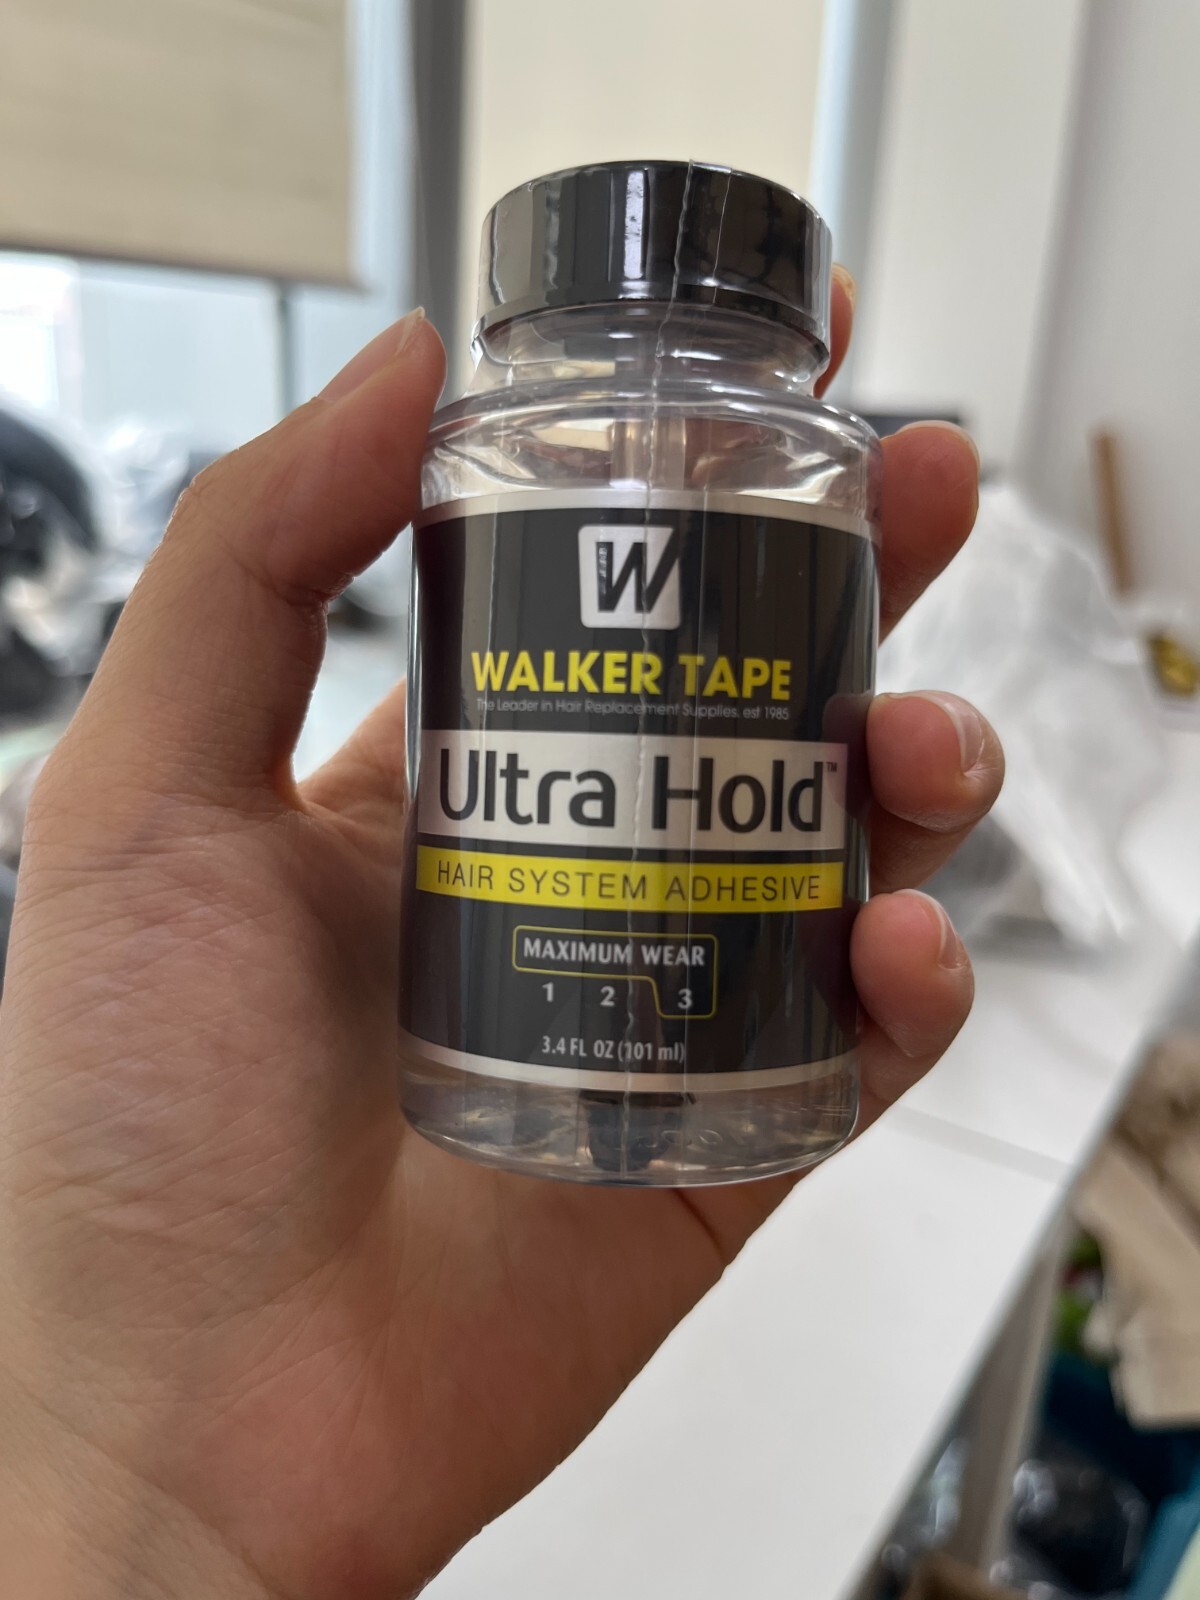 W
WALKER TAPE
The Leader in Hair Replacement Supplies, est 1985
Ultra Hold™
HAIR SYSTEM ADHESIVE
MAXIMUM WEAR
1 2 3
3.4 FL OZ (101 ml)